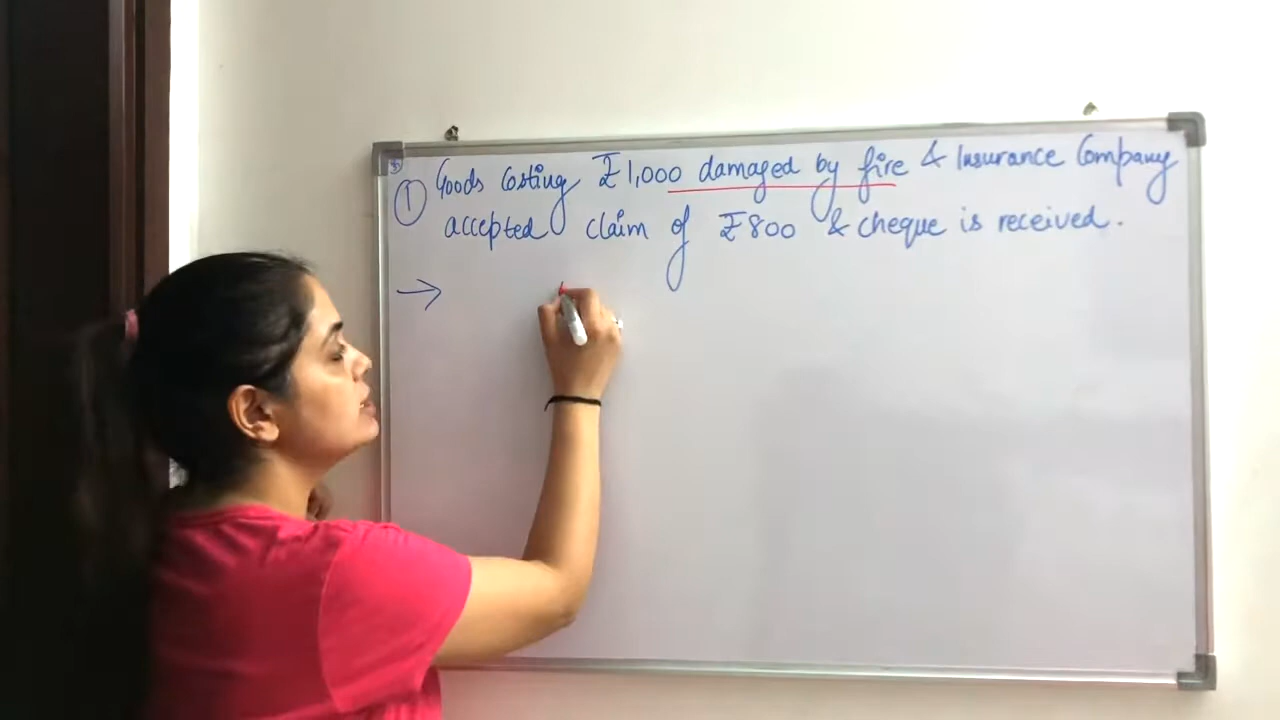 ① Goods Costing ₹1,000 damaged by fire & Insurance Company
accepted claim of ₹800 & cheque is received.
→